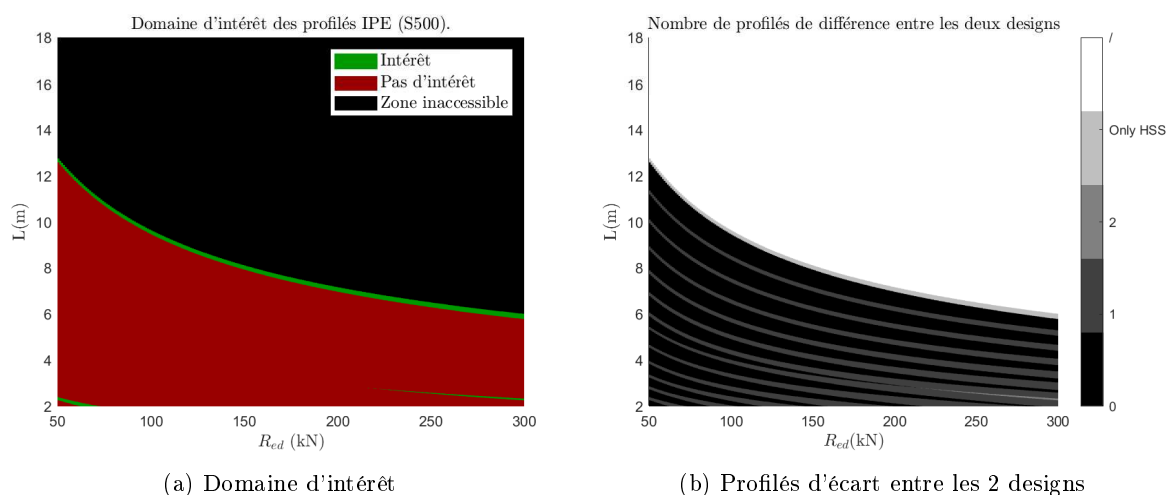 Domaine d'intérêt des profilés IPE (S500).
18
16
14
12
10
8
6
4
2
L(m)
Intérêt
Pas d'intérêt
Zone inaccessible
50
100
150
200
250
300
R_ed (kN)
(a) Domaine d'intérêt
Nombre de profilés de différence entre les deux designs
18
16
14
12
10
8
6
4
2
L(m)
50
100
150
200
250
300
R_ed(kN)
/
Only HSS
2
1
0
(b) Profilés d'écart entre les 2 designs